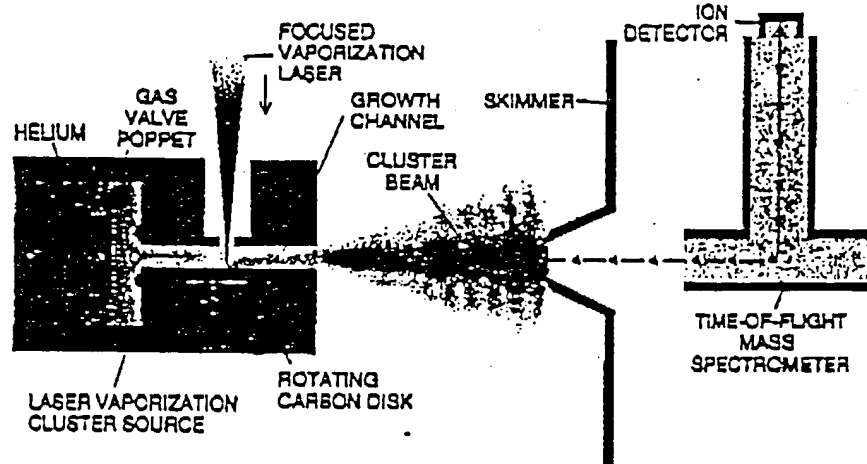 ION
DETECTOR
FOCUSED
VAPORIZATION
LASER
GAS
VALVE
POPPET
HELIUM
GROWTH
CHANNEL
SKIMMER
CLUSTER
BEAM
TIME-OF-FLIGHT
MASS
SPECTROMETER
ROTATING
CARBON DISK
LASER VAPORIZATION
CLUSTER SOURCE